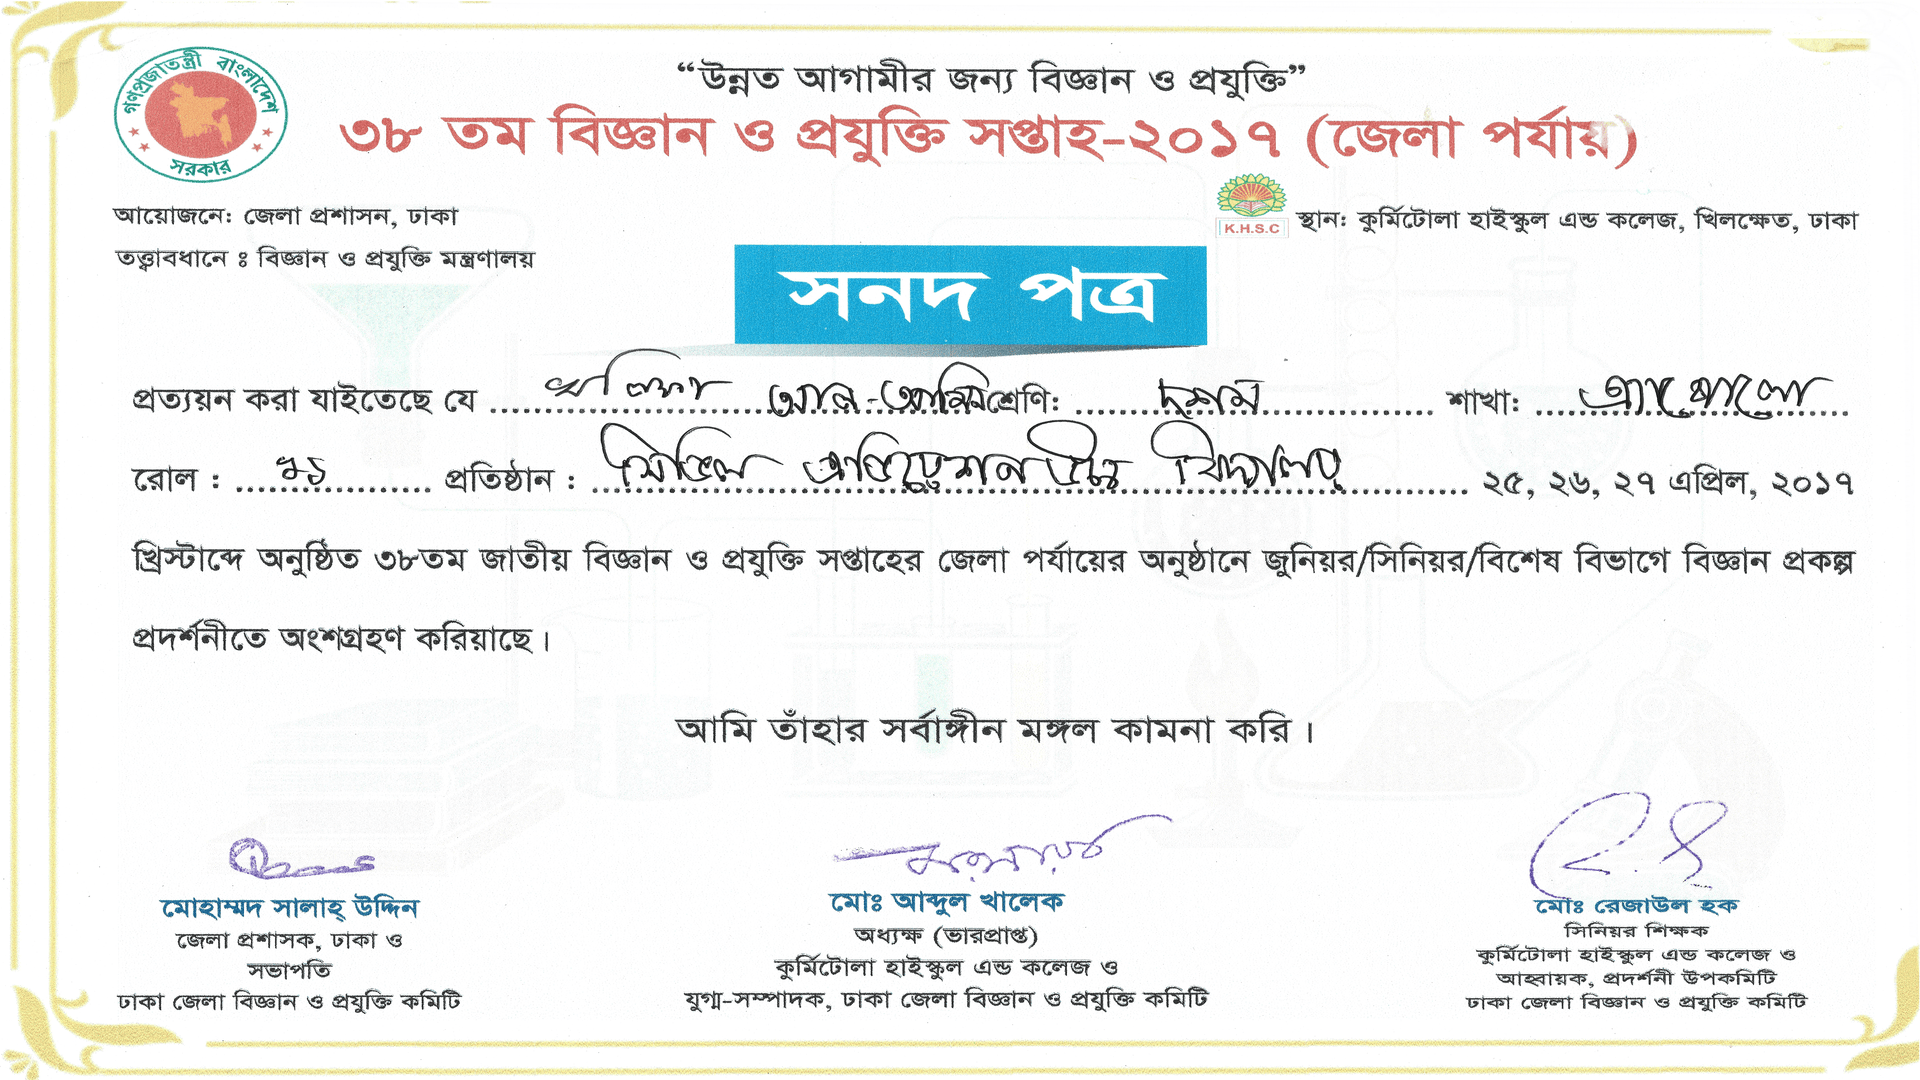 গণপ্রজাতন্ত্রী বাংলাদেশ
সরকার
“উন্নত আগামীর জন্য বিজ্ঞান ও প্রযুক্তি”
৩৮ তম বিজ্ঞান ও প্রযুক্তি সপ্তাহ-২০১৭ (জেলা পর্যায়)
আয়োজনে: জেলা প্রশাসন, ঢাকা
K.H.S.C
স্থান: কুর্মিটোলা হাইস্কুল এন্ড কলেজ, খিলক্ষেত, ঢাকা
তত্ত্বাবধানে ঃ বিজ্ঞান ও প্রযুক্তি মন্ত্রণালয়
সনদ পত্র
প্রত্যয়ন করা যাইতেছে যে খলিফা আল-আমিন শ্রেণি: দশম শাখা: এ্যাপোলো
রোল : প্রতিষ্ঠান : সিভিল এভিয়েশন উচ্চ বিদ্যালয় ২৫, ২৬, ২৭ এপ্রিল, ২০১৭
খ্রিস্টাব্দে অনুষ্ঠিত ৩৮তম জাতীয় বিজ্ঞান ও প্রযুক্তি সপ্তাহের জেলা পর্যায়ের অনুষ্ঠানে জুনিয়র/সিনিয়র/বিশেষ বিভাগে বিজ্ঞান প্রকল্প
প্রদর্শনীতে অংশগ্রহণ করিয়াছে।
আমি তাঁহার সর্বাঙ্গীন মঙ্গল কামনা করি।
মোহাম্মদ সালাহ্ উদ্দিন
জেলা প্রশাসক, ঢাকা ও
সভাপতি
ঢাকা জেলা বিজ্ঞান ও প্রযুক্তি কমিটি
মোঃ আব্দুল খালেক
অধ্যক্ষ (ভারপ্রাপ্ত)
কুর্মিটোলা হাইস্কুল এন্ড কলেজ ও
যুগ্ম-সম্পাদক, ঢাকা জেলা বিজ্ঞান ও প্রযুক্তি কমিটি
মোঃ রেজাউল হক
সিনিয়র শিক্ষক
কুর্মিটোলা হাইস্কুল এন্ড কলেজ ও
আহ্বায়ক, প্রদর্শনী উপকমিটি
ঢাকা জেলা বিজ্ঞান ও প্রযুক্তি কমিটি